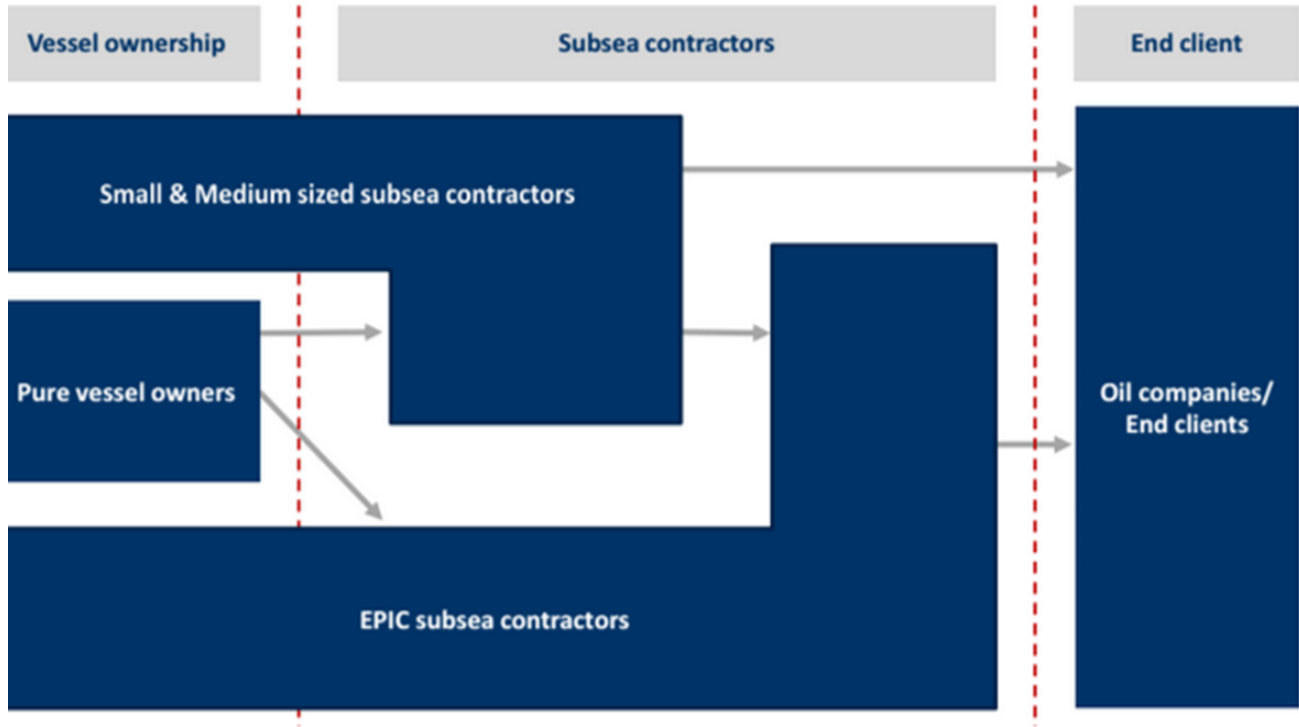 Vessel ownership
Subsea contractors
End client
Small & Medium sized subsea contractors
Pure vessel owners
Oil companies/
End clients
EPIC subsea contractors